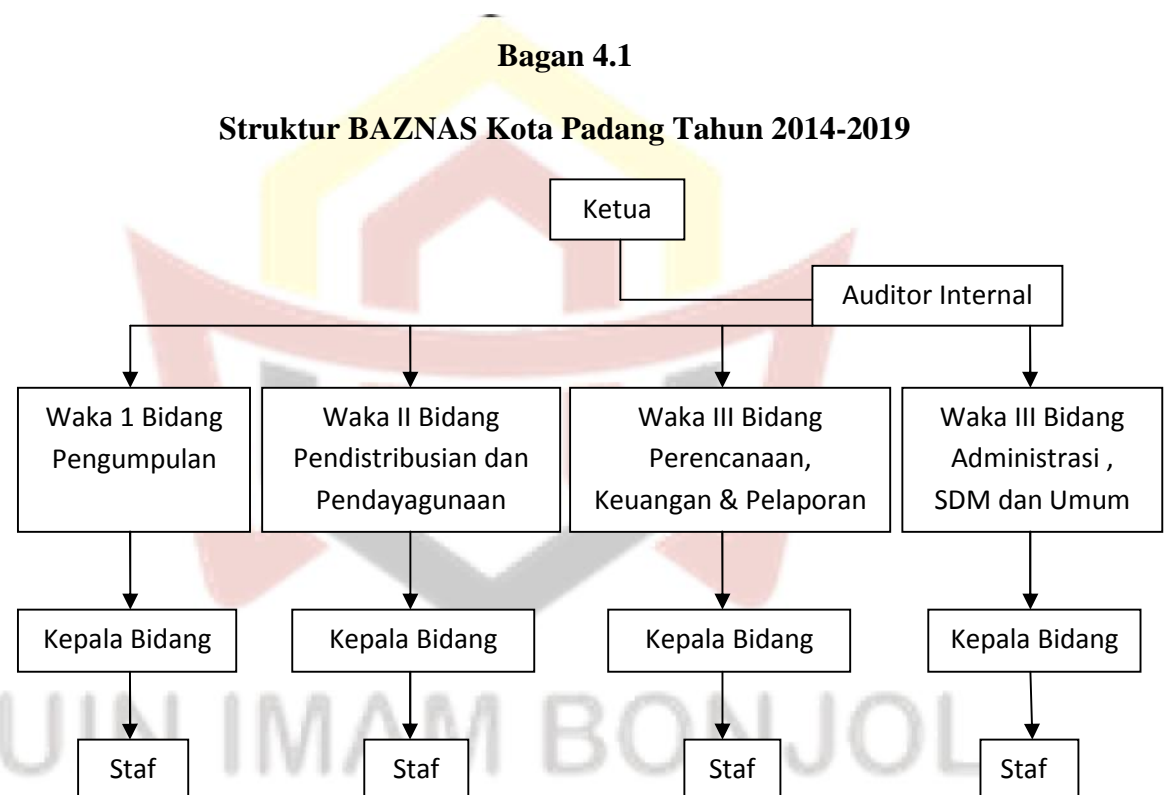 Bagan 4.1
Struktur BAZNAS Kota Padang Tahun 2014-2019
Ketua
Auditor Internal
Waka 1 Bidang
Pengumpulan
Waka II Bidang
Pendistribusian dan
Pendayagunaan
Waka III Bidang
Perencanaan,
Keuangan & Pelaporan
Waka III Bidang
Administrasi ,
SDM dan Umum
Kepala Bidang
Kepala Bidang
Kepala Bidang
Kepala Bidang
UIN IMAM BONJOL
Staf
Staf
Staf
Staf